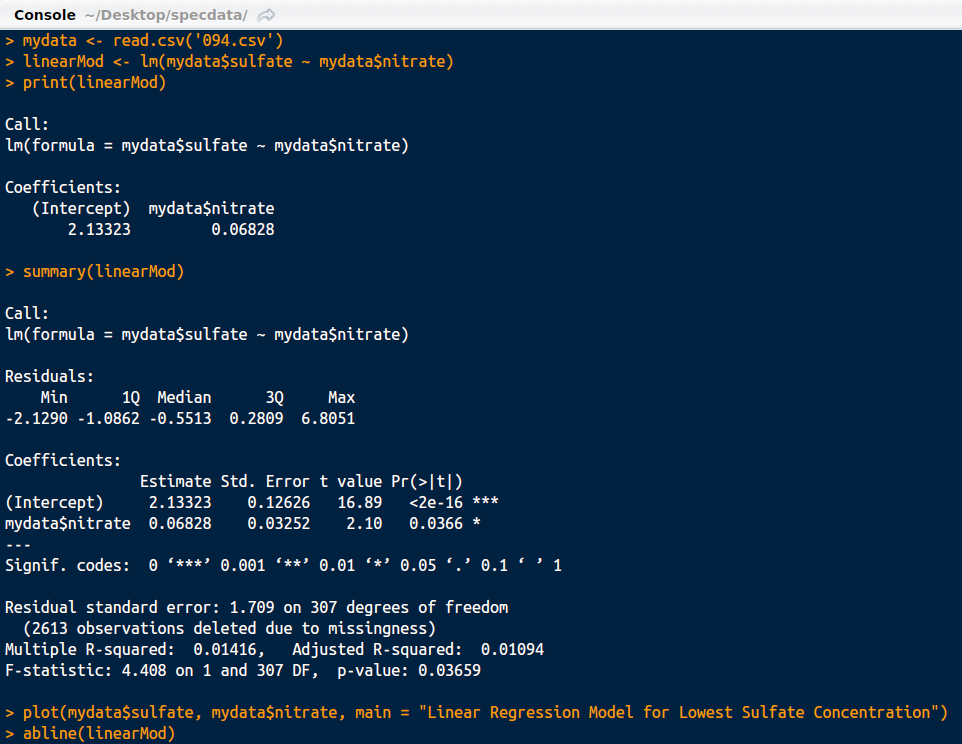 Console ~/Desktop/specdata/
> mydata <- read.csv('094.csv')
> linearMod <- lm(mydata$sulfate ~ mydata$nitrate)
> print(linearMod)
Call:
lm(formula = mydata$sulfate ~ mydata$nitrate)
Coefficients:
(Intercept) mydata$nitrate
2.13323 0.06828
> summary(linearMod)
Call:
lm(formula = mydata$sulfate ~ mydata$nitrate)
Residuals:
Min 1Q Median 3Q Max
-2.1290 -1.0862 -0.5513 0.2809 6.8051
Coefficients:
Estimate Std. Error t value Pr(>|t|)
(Intercept) 2.13323 0.12626 16.89 <2e-16 ***
mydata$nitrate 0.06828 0.03252 2.10 0.0366 *
---
Signif. codes: 0 ‘***’ 0.001 ‘**’ 0.01 ‘*’ 0.05 ‘.’ 0.1 ‘ ’ 1
Residual standard error: 1.709 on 307 degrees of freedom
(2613 observations deleted due to missingness)
Multiple R-squared: 0.01416, Adjusted R-squared: 0.01094
F-statistic: 4.408 on 1 and 307 DF, p-value: 0.03659
> plot(mydata$sulfate, mydata$nitrate, main = "Linear Regression Model for Lowest Sulfate Concentration")
> abline(linearMod)